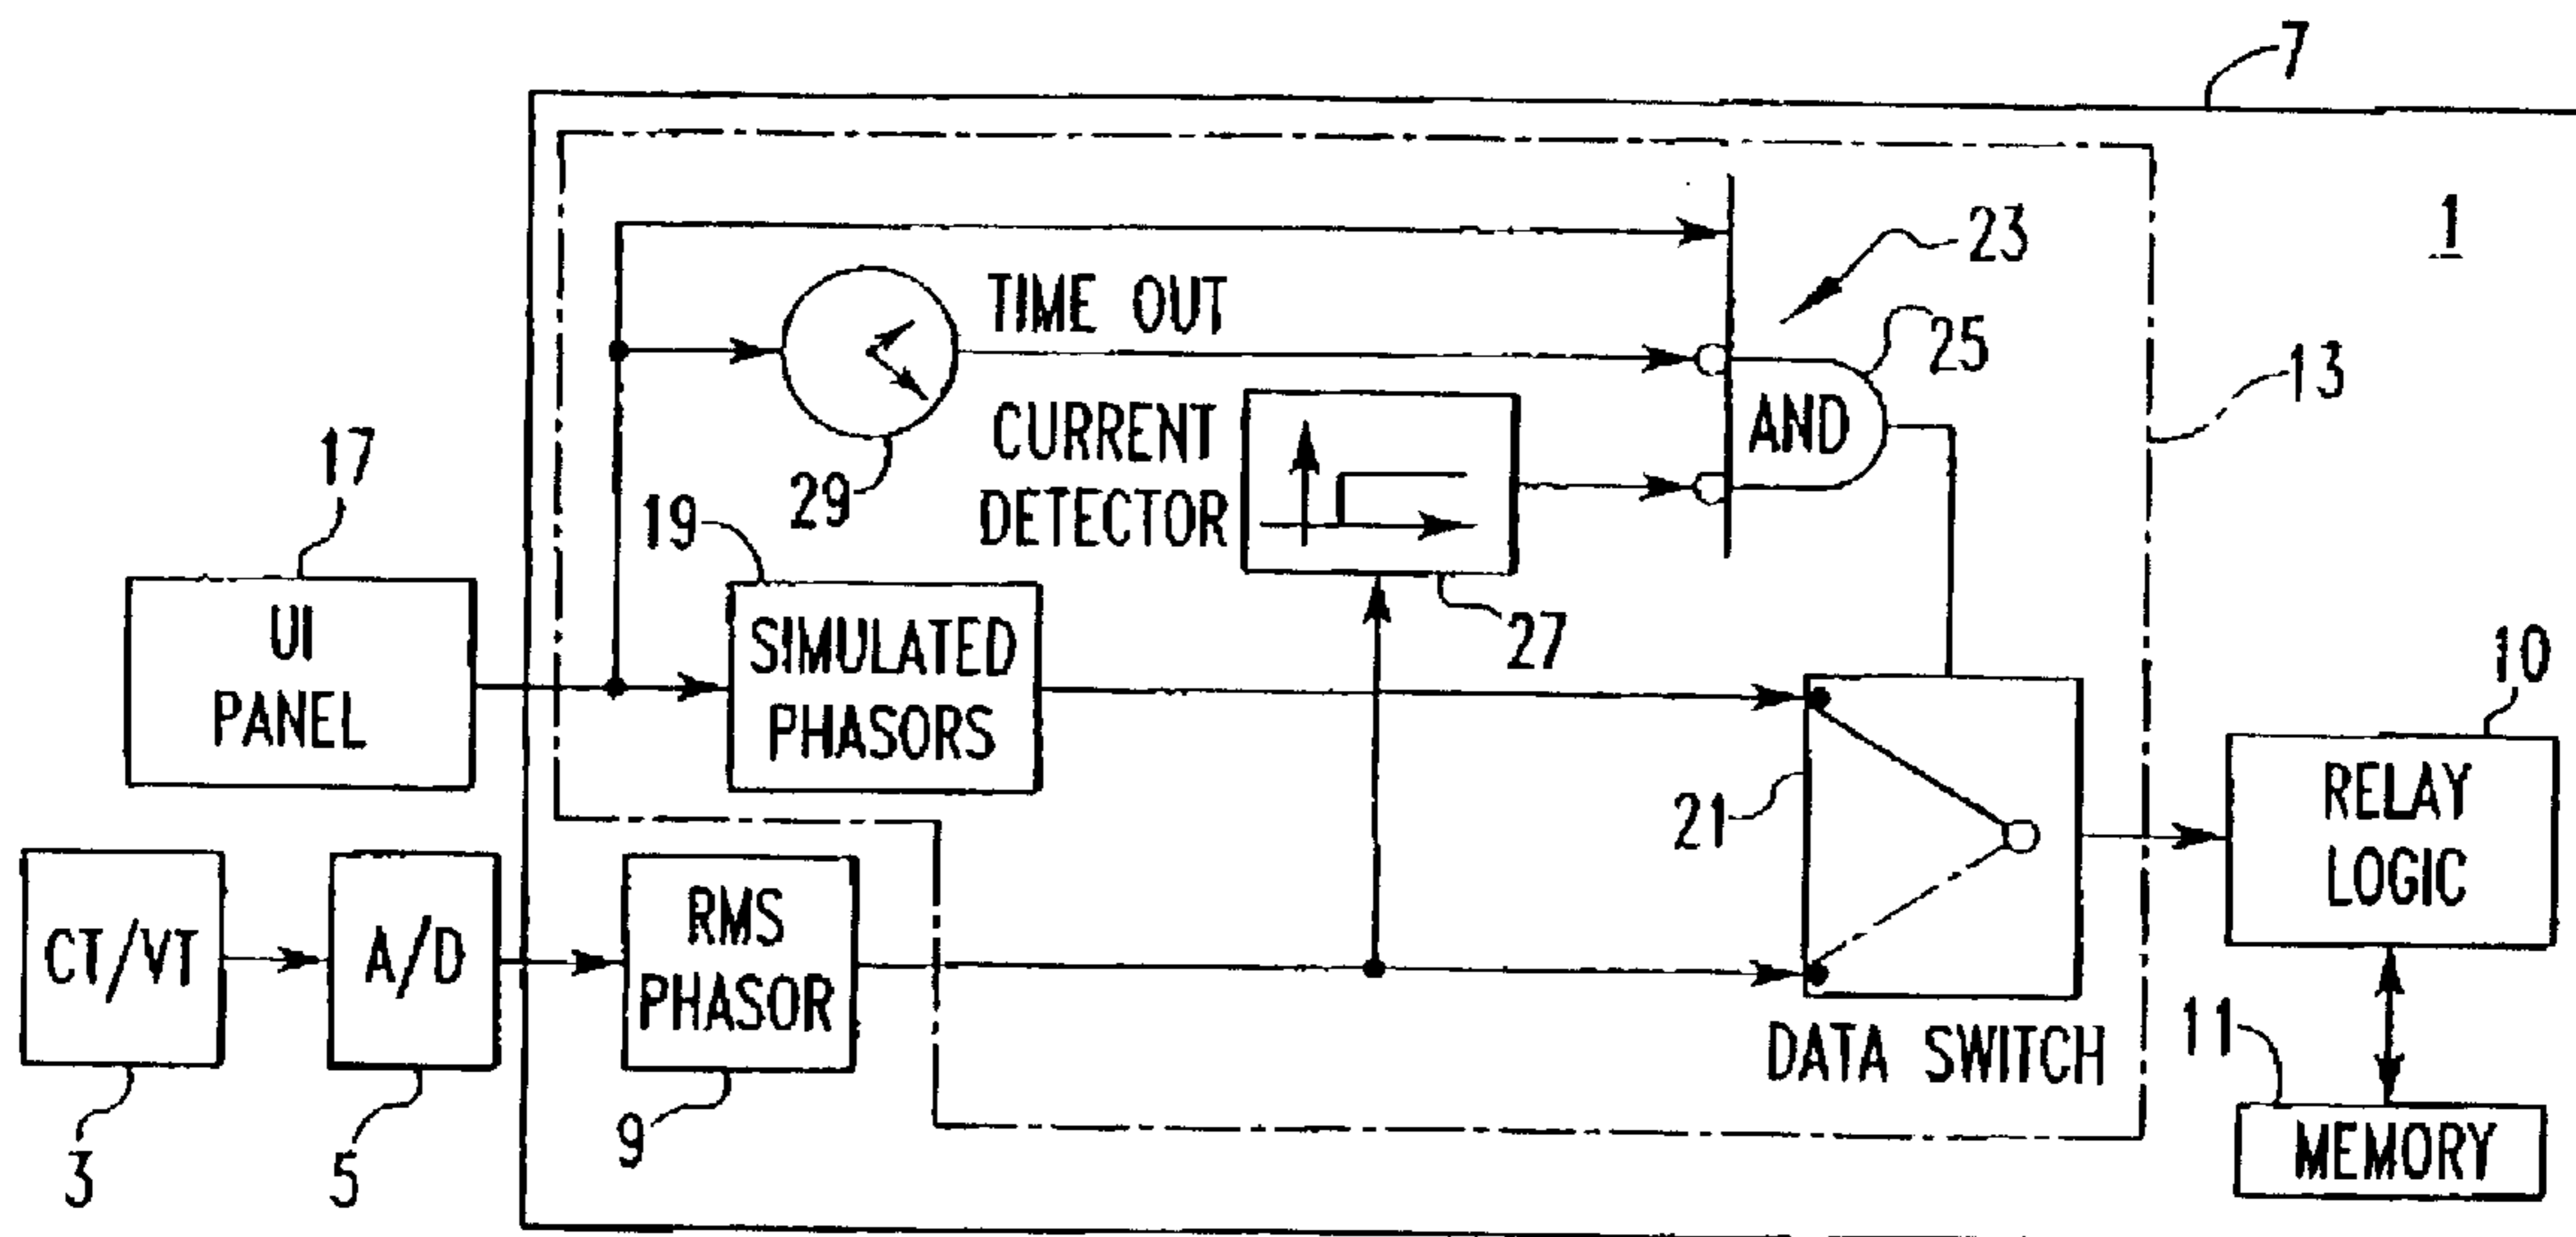 7
1
23
TIME OUT
25
13
CURRENT
DETECTOR
AND
17
29
19
UI
PANEL
SIMULATED
PHASORS
27
10
RELAY
LOGIC
21
CT/VT
A/D
RMS
PHASOR
DATA SWITCH
11
MEMORY
3
5
9